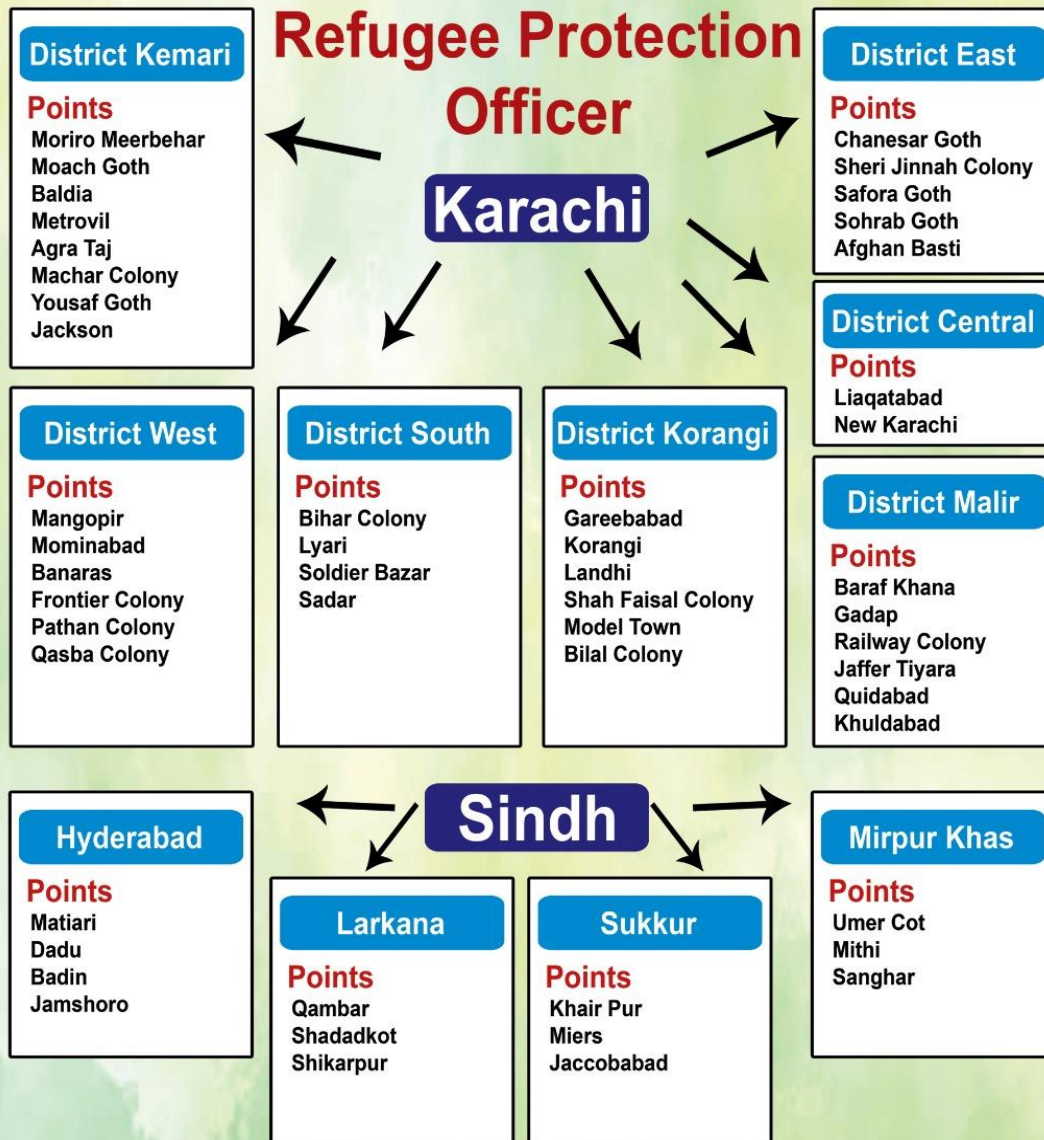 Refugee Protection
Officer
Karachi
District Kemari
Points
Moriro Meerbehar
Moach Goth
Baldia
Metrovil
Agra Taj
Machar Colony
Yousaf Goth
Jackson
District East
Points
Chanesar Goth
Sheri Jinnah Colony
Safora Goth
Sohrab Goth
Afghan Basti
District Central
Points
Liaqatabad
New Karachi
District West
Points
Mangopir
Mominabad
Banaras
Frontier Colony
Pathan Colony
Qasba Colony
District South
Points
Bihar Colony
Lyari
Soldier Bazar
Sadar
District Korangi
Points
Gareebabad
Korangi
Landhi
Shah Faisal Colony
Model Town
Bilal Colony
District Malir
Points
Baraf Khana
Gadap
Railway Colony
Jaffer Tiyara
Quidabad
Khuldabad
Sindh
Hyderabad
Points
Matiari
Dadu
Badin
Jamshoro
Larkana
Points
Qambar
Shadadkot
Shikarpur
Sukkur
Points
Khair Pur
Miers
Jaccobabad
Mirpur Khas
Points
Umer Cot
Mithi
Sanghar